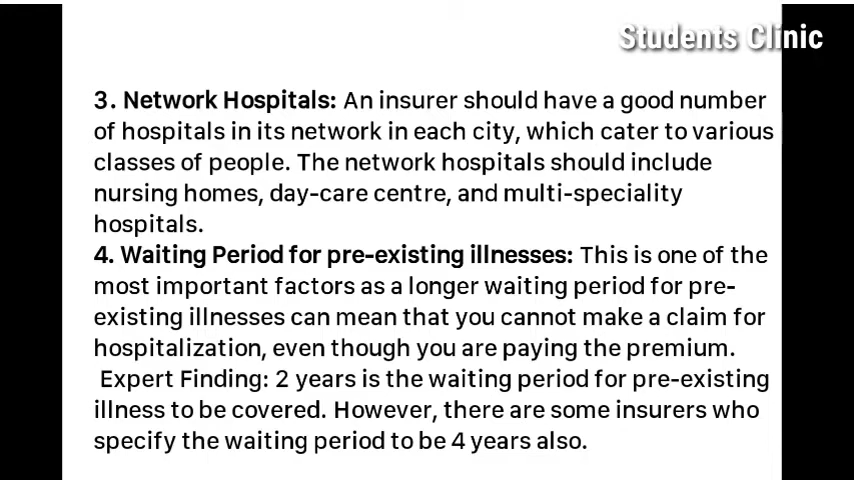 Students Clinic
3. Network Hospitals: An insurer should have a good number
of hospitals in its network in each city, which cater to various
classes of people. The network hospitals should include
nursing homes, day-care centre, and multi-speciality
hospitals.
4. Waiting Period for pre-existing illnesses: This is one of the
most important factors as a longer waiting period for pre-
existing illnesses can mean that you cannot make a claim for
hospitalization, even though you are paying the premium.
Expert Finding: 2 years is the waiting period for pre-existing
illness to be covered. However, there are some insurers who
specify the waiting period to be 4 years also.